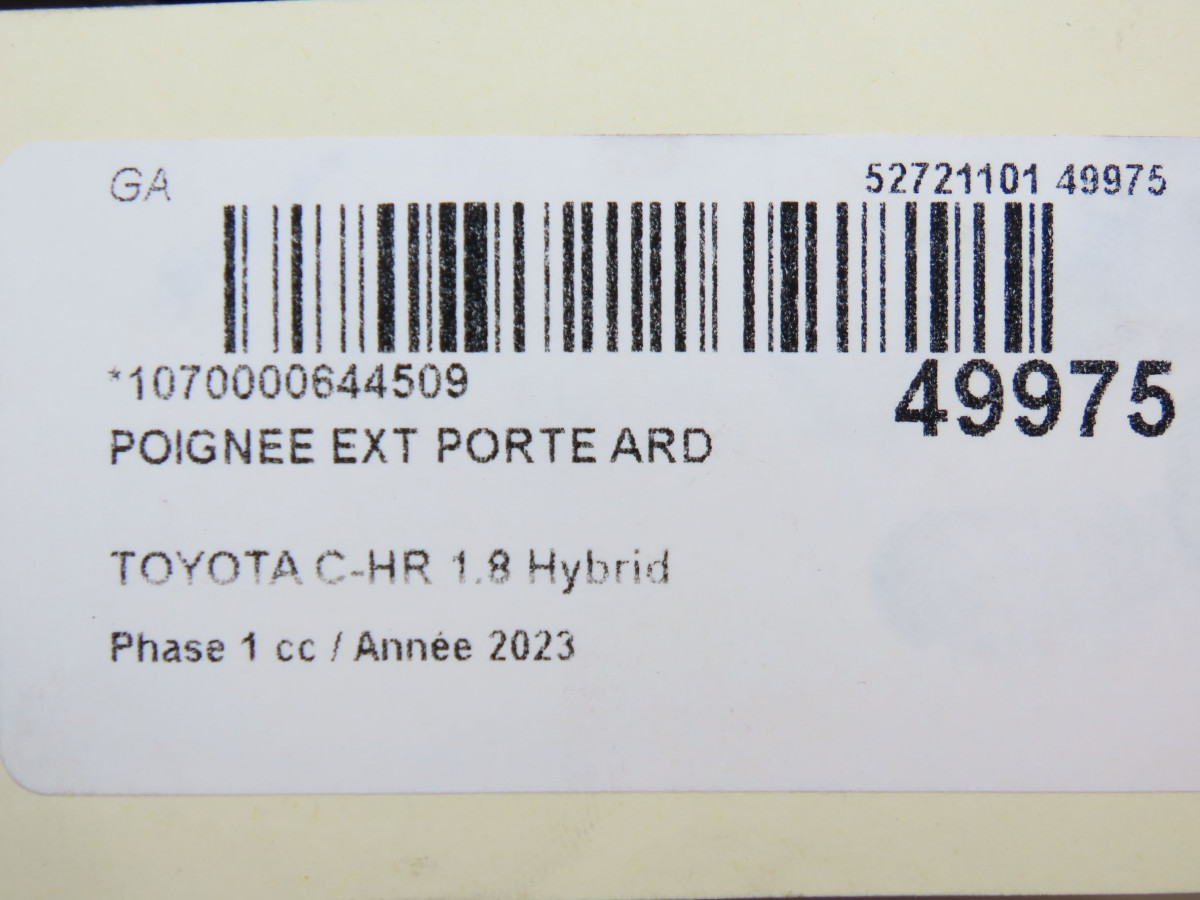 GA
52721101 49975
*1070000644509
49975
POIGNEE EXT PORTE ARD
TOYOTA C-HR 1.8 Hybrid
Phase 1 cc / Année 2023